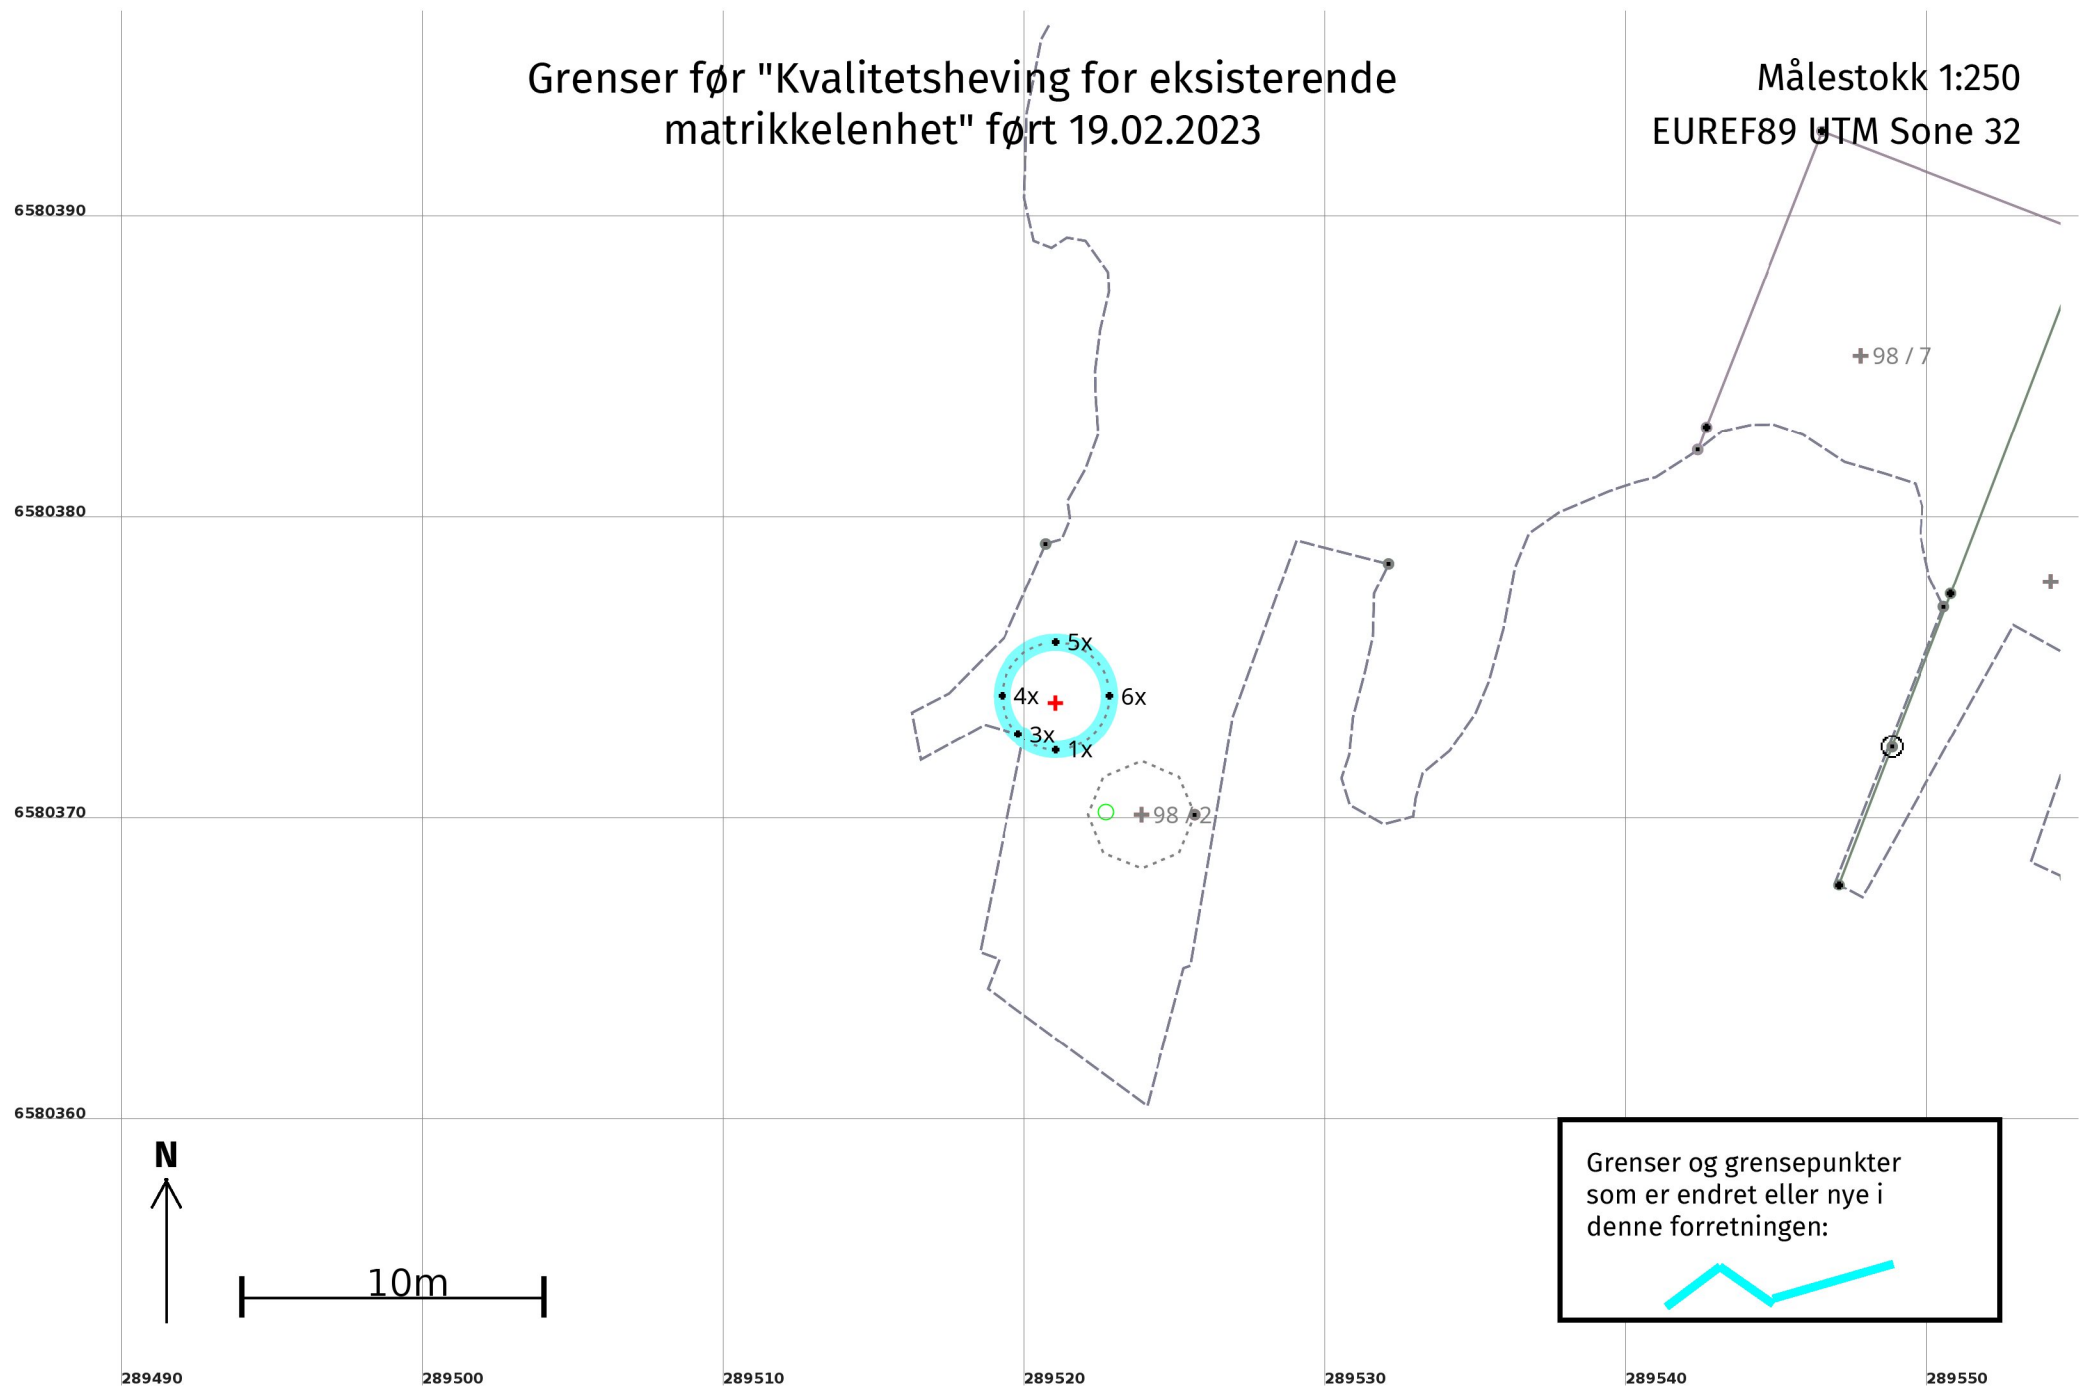 Grenser før "Kvalitetsheving for eksisterende
matrikkelenhet" ført 19.02.2023
Målestokk 1:250
EUREF89 UTM Sone 32
6580390
98 / 7
6580380
5x
4x
6x
3x
1x
6580370
98 / 2
6580360
N
10m
Grenser og grensepunkter
som er endret eller nye i
denne forretningen:
289490
289500
289510
289520
289530
289540
289550